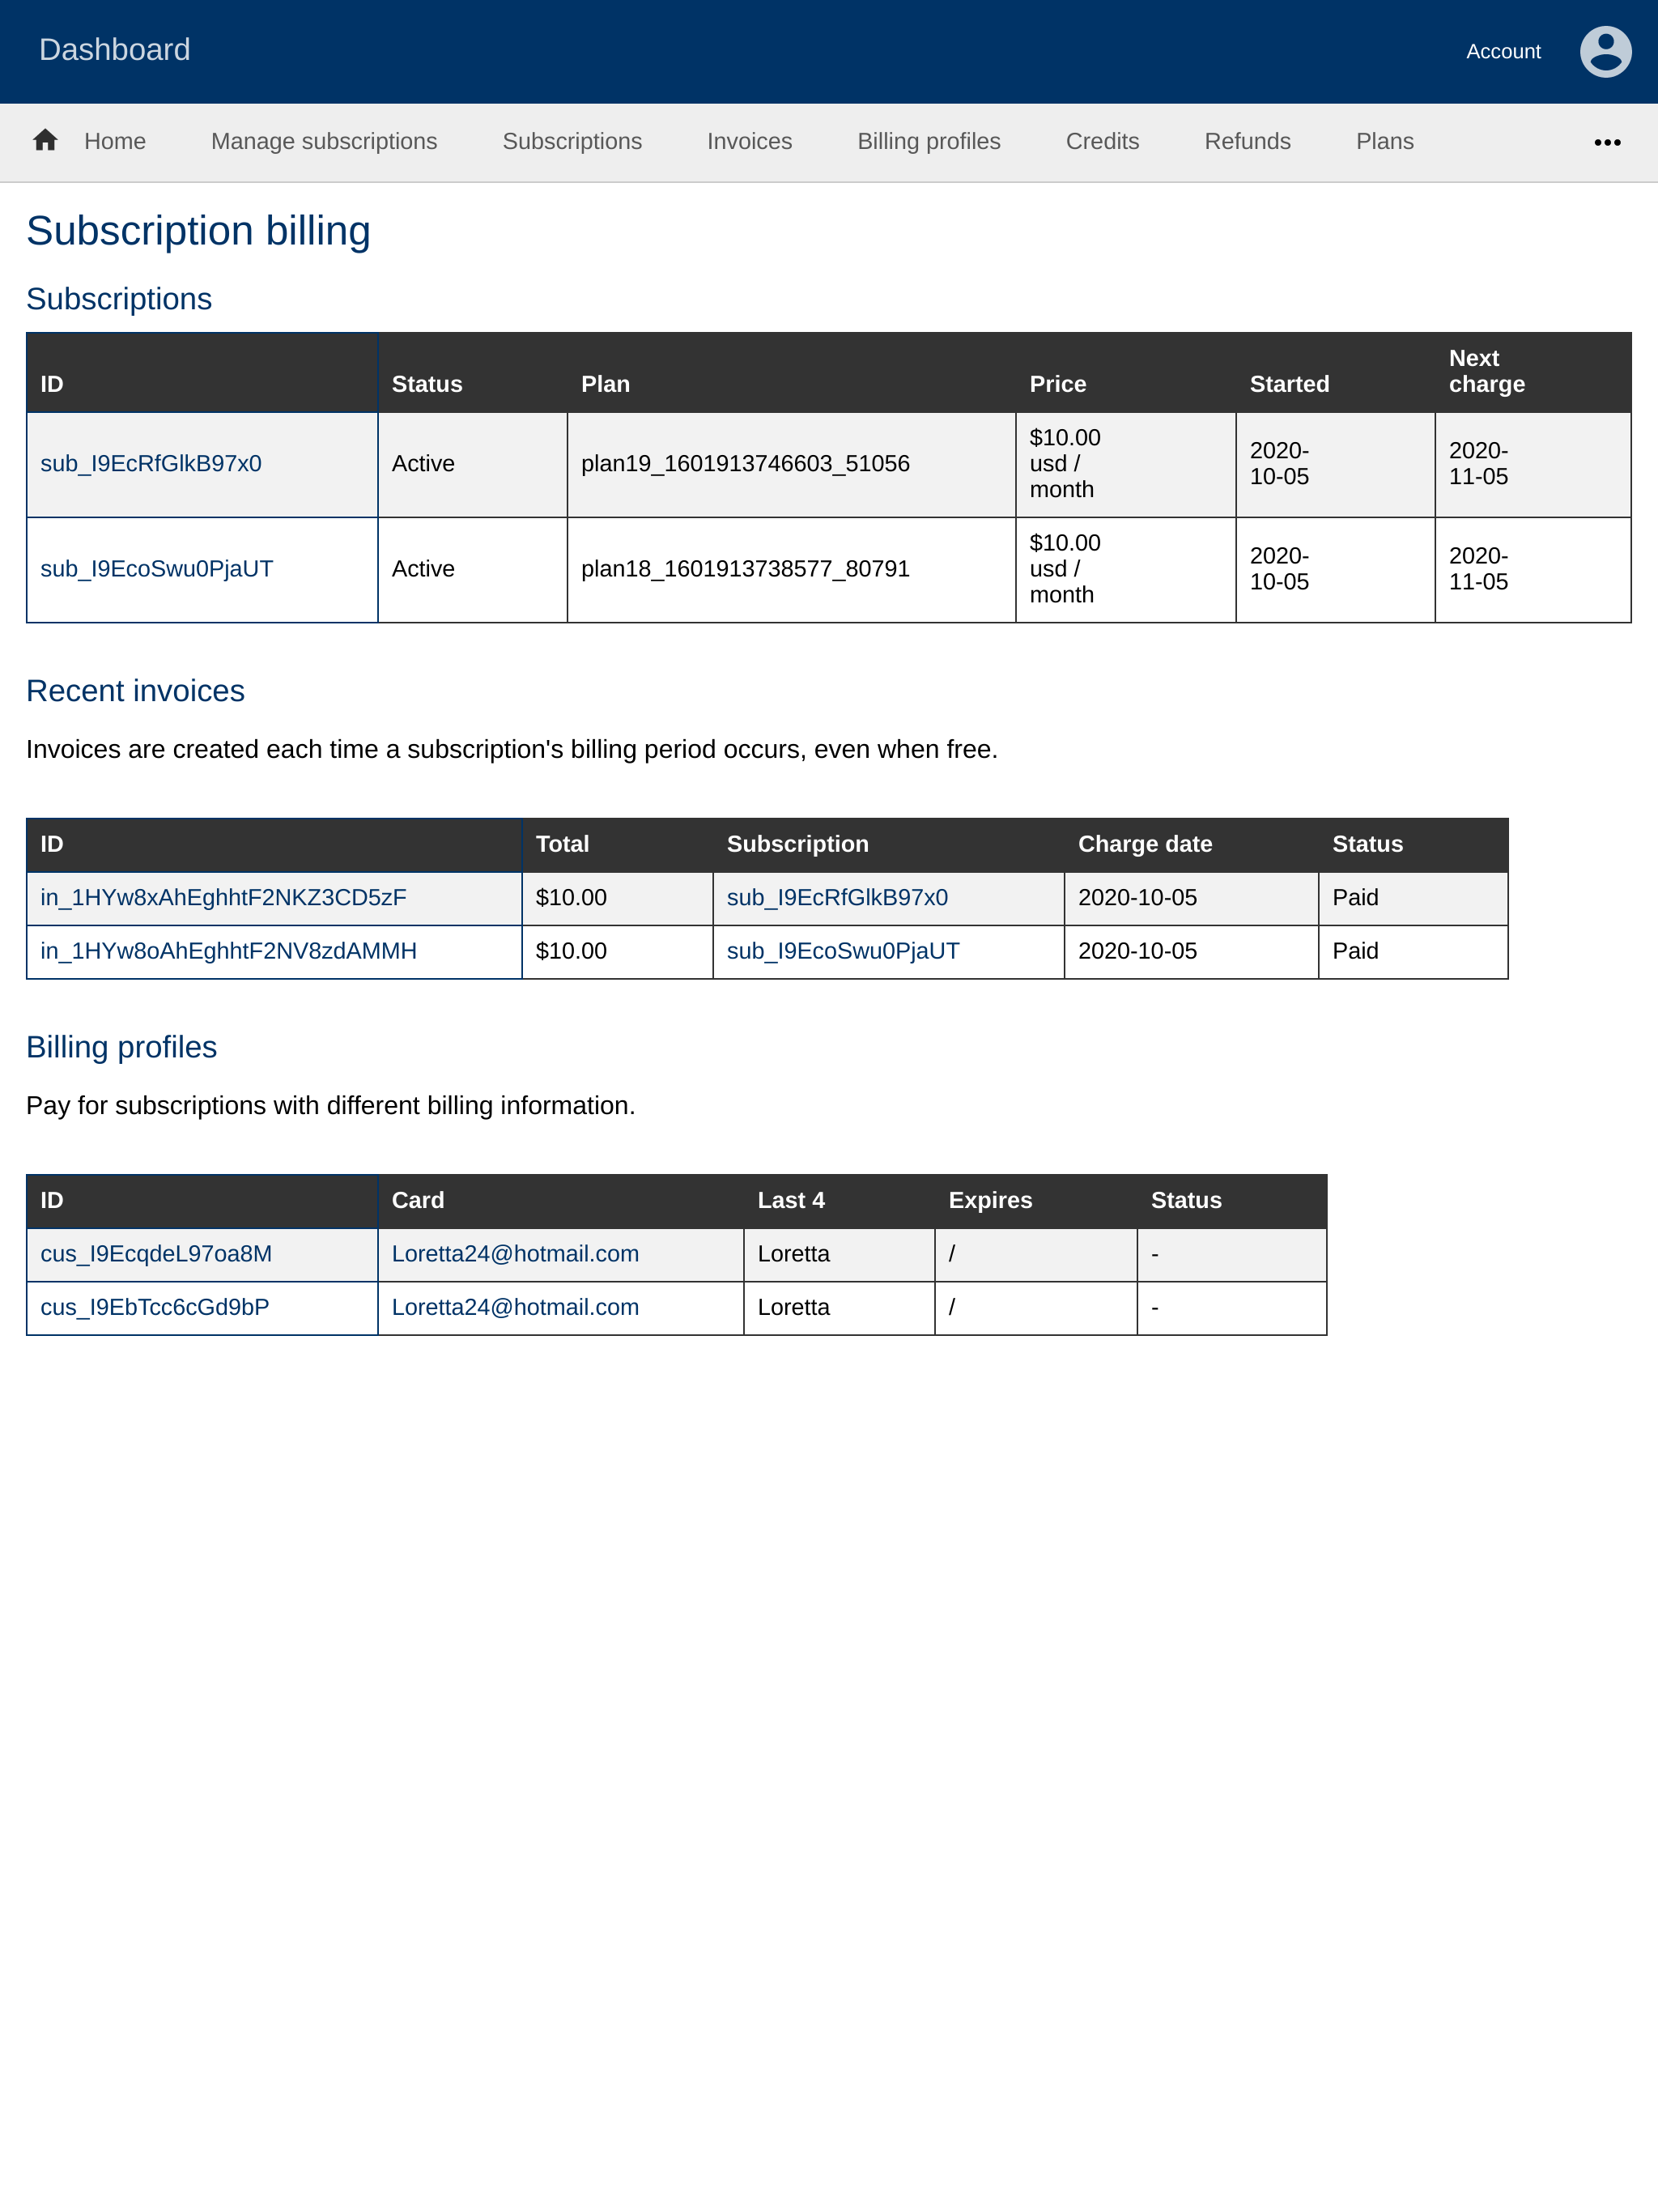 Dashboard
Account
Home Manage subscriptions Subscriptions Invoices Billing profiles Credits Refunds Plans
Subscription billing
Subscriptions
ID Status Plan Price Started Next charge
sub_I9EcRfGlkB97x0 Active plan19_1601913746603_51056 $10.00 usd / month 2020-10-05 2020-11-05
sub_I9EcoSwu0PjaUT Active plan18_1601913738577_80791 $10.00 usd / month 2020-10-05 2020-11-05
Recent invoices
Invoices are created each time a subscription's billing period occurs, even when free.
ID Total Subscription Charge date Status
in_1HYw8xAhEghhtF2NKZ3CD5zF $10.00 sub_I9EcRfGlkB97x0 2020-10-05 Paid
in_1HYw8oAhEghhtF2NV8zdAMMH $10.00 sub_I9EcoSwu0PjaUT 2020-10-05 Paid
Billing profiles
Pay for subscriptions with different billing information.
ID Card Last 4 Expires Status
cus_I9EcqdeL97oa8M Loretta24@hotmail.com Loretta / -
cus_I9EbTcc6cGd9bP Loretta24@hotmail.com Loretta / -